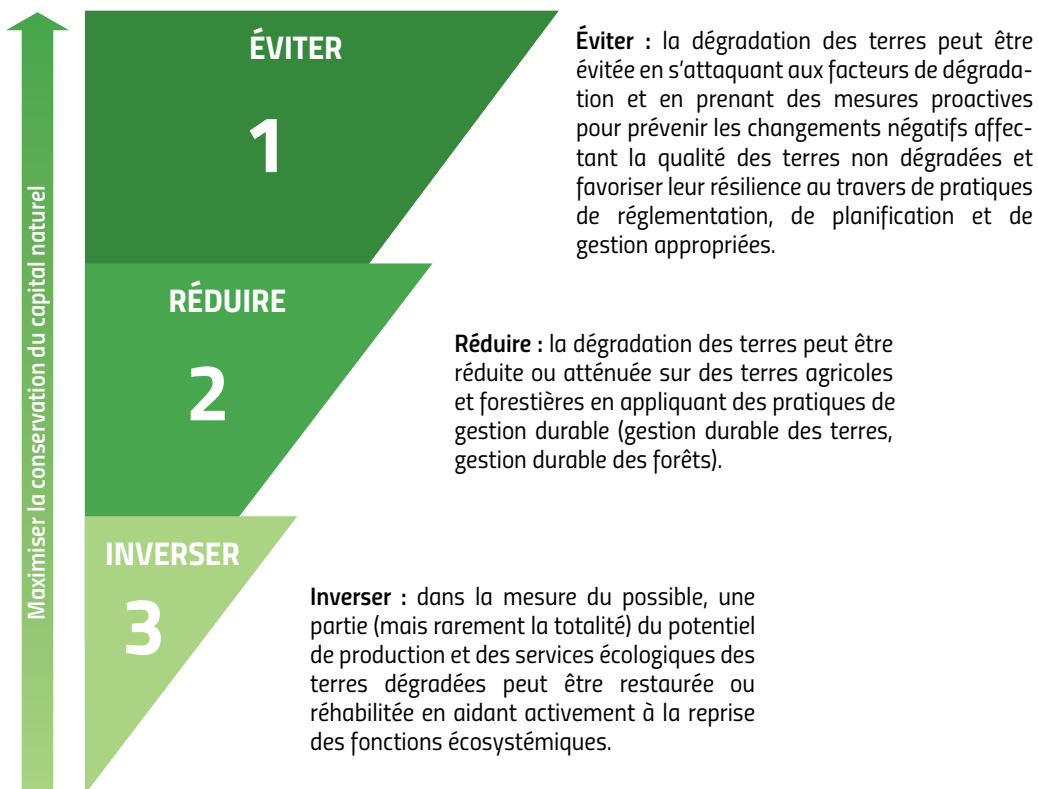 Maximiser la conservation du capital naturel
ÉVITER
1
Éviter : la dégradation des terres peut être
évitée en s'attaquant aux facteurs de dégrada-
tion et en prenant des mesures proactives
pour prévenir les changements négatifs affec-
tant la qualité des terres non dégradées et
favoriser leur résilience au travers de pratiques
de réglementation, de planification et de
gestion appropriées.
RÉDUIRE
2
Réduire : la dégradation des terres peut être
réduite ou atténuée sur des terres agricoles
et forestières en appliquant des pratiques de
gestion durable (gestion durable des terres,
gestion durable des forêts).
INVERSER
3
Inverser : dans la mesure du possible, une
partie (mais rarement la totalité) du potentiel
de production et des services écologiques des
terres dégradées peut être restaurée ou
réhabilitée en aidant activement à la reprise
des fonctions écosystémiques.